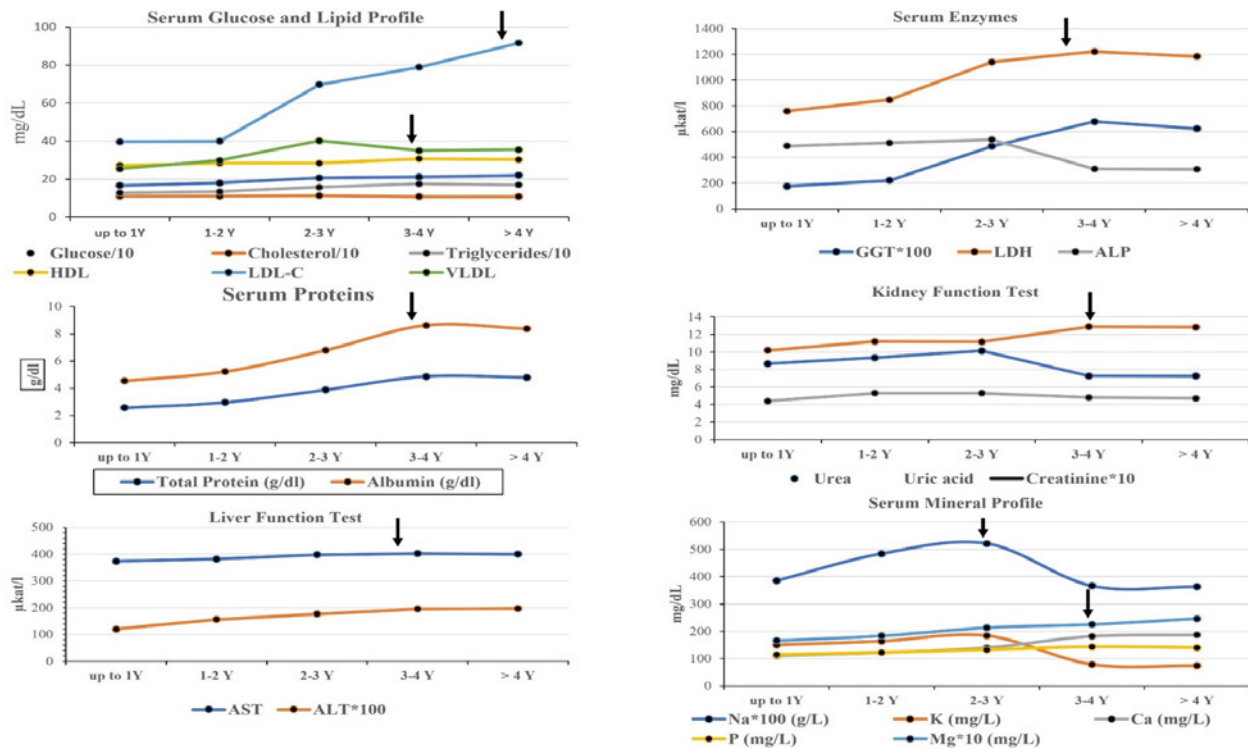 Serum Glucose and Lipid Profile
100
80
60
40
20
0
mg/dL
up to 1Y 1-2 Y 2-3 Y 3-4 Y > 4 Y
Glucose/10 Cholesterol/10 Triglycerides/10
HDL LDL-C VLDL
Serum Enzymes
1400
1200
1000
800
600
400
200
0
µkat/l
up to 1Y 1-2 Y 2-3 Y 3-4 Y > 4 Y
GGT*100 LDH ALP
Serum Proteins
10
8
6
4
2
0
g/dl
up to 1Y 1-2 Y 2-3 Y 3-4 Y > 4 Y
Total Protein (g/dl) Albumin (g/dl)
Kidney Function Test
14
12
10
8
6
4
2
0
mg/dL
up to 1Y 1-2 Y 2-3 Y 3-4 Y > 4 Y
Urea Uric acid Creatinine*10
Liver Function Test
500
400
300
200
100
0
µkat/l
up to 1Y 1-2 Y 2-3 Y 3-4 Y > 4 Y
AST ALT*100
Serum Mineral Profile
600
500
400
300
200
100
0
mg/dL
up to 1Y 1-2 Y 2-3 Y 3-4 Y > 4 Y
Na*100 (g/L) K (mg/L) Ca (mg/L)
P (mg/L) Mg*10 (mg/L)